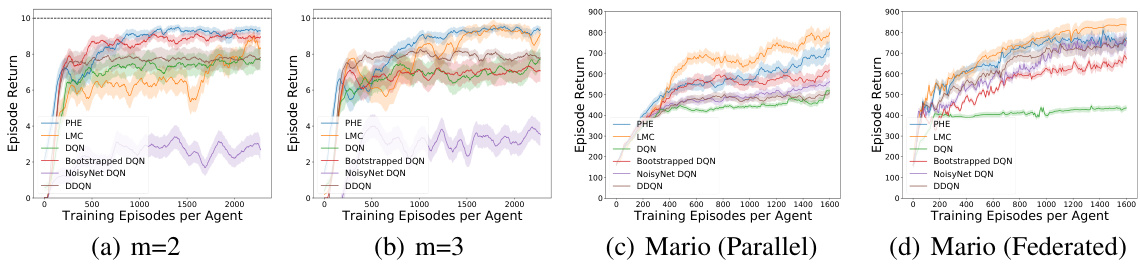 Episode Return
10
8
6
4
2
0
PHE
LMC
DQN
Bootstrapped DQN
NoisyNet DQN
DDQN
0 500 1000 1500 2000
Training Episodes per Agent
(a) m=2
Episode Return
10
8
6
4
2
0
PHE
LMC
DQN
Bootstrapped DQN
NoisyNet DQN
DDQN
0 500 1000 1500 2000
Training Episodes per Agent
(b) m=3
Episode Return
900
800
700
600
500
400
300
200
100
0
PHE
LMC
DQN
Bootstrapped DQN
NoisyNet DQN
DDQN
0 200 400 600 800 1000 1200 1400 1600
Training Episodes per Agent
(c) Mario (Parallel)
Episode Return
900
800
700
600
500
400
300
200
100
0
PHE
LMC
DQN
Bootstrapped DQN
NoisyNet DQN
DDQN
0 200 400 600 800 1000 1200 1400 1600
Training Episodes per Agent
(d) Mario (Federated)